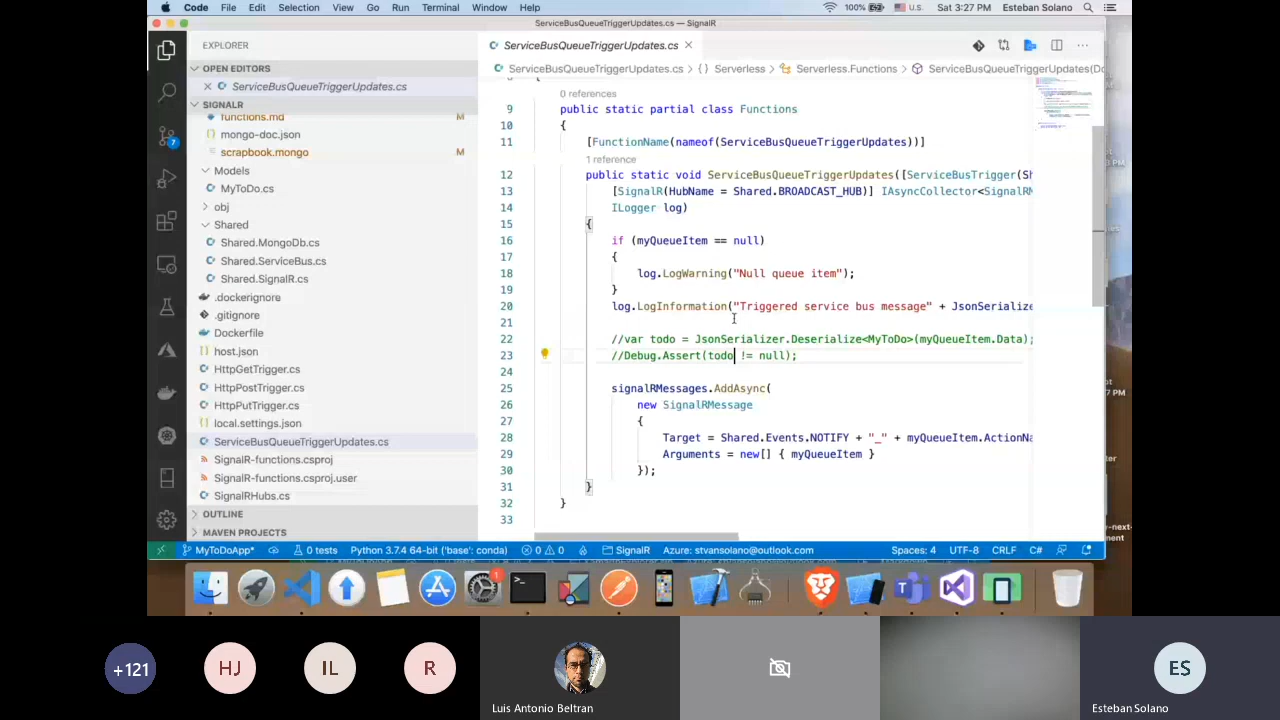 Code File Edit Selection View Go Run Terminal Window Help 100% U.S. Sat 3:27 PM Esteban Solano
ServiceBusQueueTriggerUpdates.cs — SignalR
EXPLORER
OPEN EDITORS
ServiceBusQueueTriggerUpdates.cs
SIGNALR
M
mongo-doc.json
scrapbook.mongo M
Models
MyToDo.cs
obj
Shared
Shared.MongoDb.cs
Shared.ServiceBus.cs
Shared.SignalR.cs
.dockerignore
.gitignore
Dockerfile
host.json
HttpGetTrigger.cs
HttpPostTrigger.cs
HttpPutTrigger.cs
local.settings.json
ServiceBusQueueTriggerUpdates.cs
SignalR-functions.csproj
SignalR-functions.csproj.user
SignalRHubs.cs
OUTLINE
MAVEN PROJECTS
7
ServiceBusQueueTriggerUpdates.cs
ServiceBusQueueTriggerUpdates.cs › {} Serverless › Serverless.Functions › ServiceBusQueueTriggerUpdates(Do
0 references
9 public static partial class Functions
10 {
11 [FunctionName(nameof(ServiceBusQueueTriggerUpdates))]
1 reference
12 public static void ServiceBusQueueTriggerUpdates([ServiceBusTrigger(Sh
13 [SignalR(HubName = Shared.BROADCAST_HUB)] IAsyncCollector<SignalRM
14 ILogger log)
15 {
16 if (myQueueItem == null)
17 {
18 log.LogWarning("Null queue item");
19 }
20 log.LogInformation("Triggered service bus message" + JsonSerialize
21
22 //var todo = JsonSerializer.Deserialize<MyToDo>(myQueueItem.Data);
23 //Debug.Assert(todo != null);
24
25 signalRMessages.AddAsync(
26 new SignalRMessage
27 {
28 Target = Shared.Events.NOTIFY + "_" + myQueueItem.ActionNa
29 Arguments = new[] { myQueueItem }
30 });
31 }
32 }
33
MyToDoApp* 0 tests Python 3.7.4 64-bit ('base': conda) 0 0 SignalR Azure: stvansolano@outlook.com Spaces: 4 UTF-8 CRLF C#
1
+121
HJ
IL
R
ES
Luis Antonio Beltran
Esteban Solano